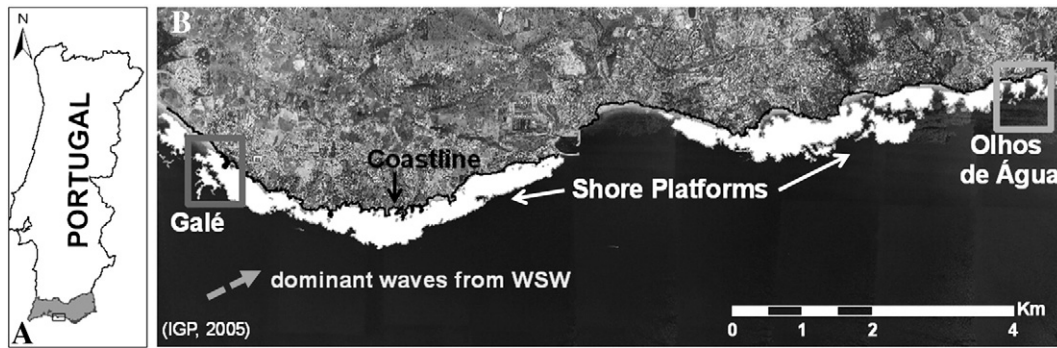 N
PORTUGAL
A
B
Coastline
Galé
Shore Platforms
Olhos
de Água
dominant waves from WSW
(IGP, 2005)
Km
0 1 2 4